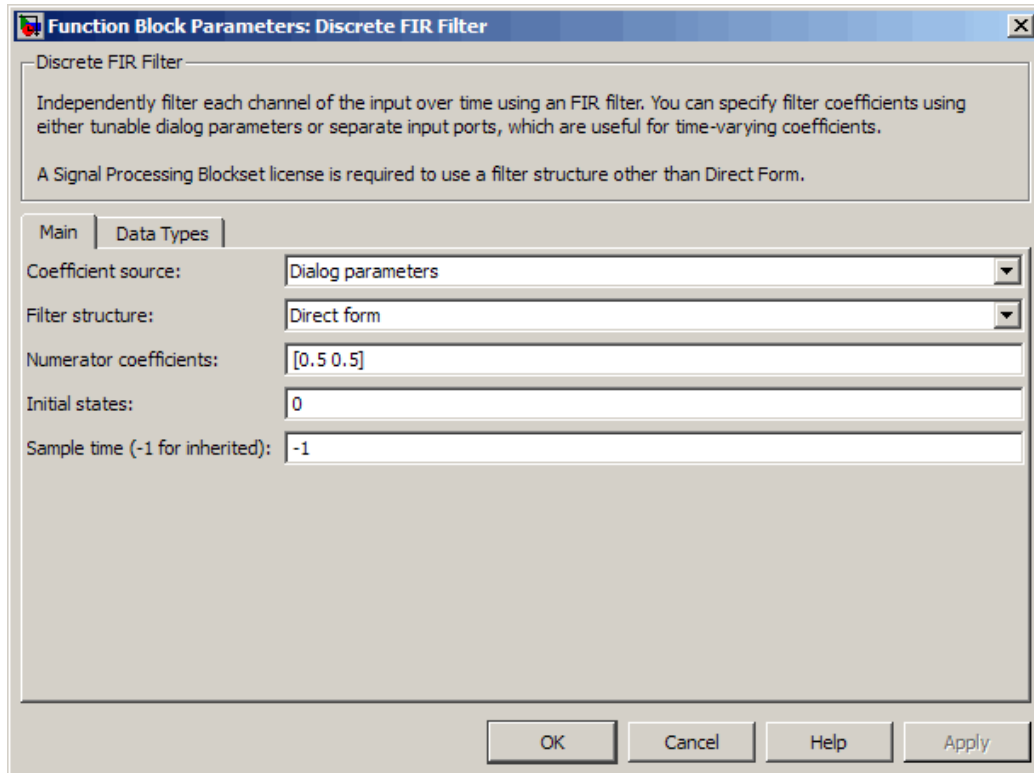 Function Block Parameters: Discrete FIR Filter
Discrete FIR Filter
Independently filter each channel of the input over time using an FIR filter. You can specify filter coefficients using
either tunable dialog parameters or separate input ports, which are useful for time-varying coefficients.
A Signal Processing Blockset license is required to use a filter structure other than Direct Form.
Main Data Types
Coefficient source: Dialog parameters
Filter structure: Direct form
Numerator coefficients: [0.5 0.5]
Initial states: 0
Sample time (-1 for inherited): -1
OK Cancel Help Apply